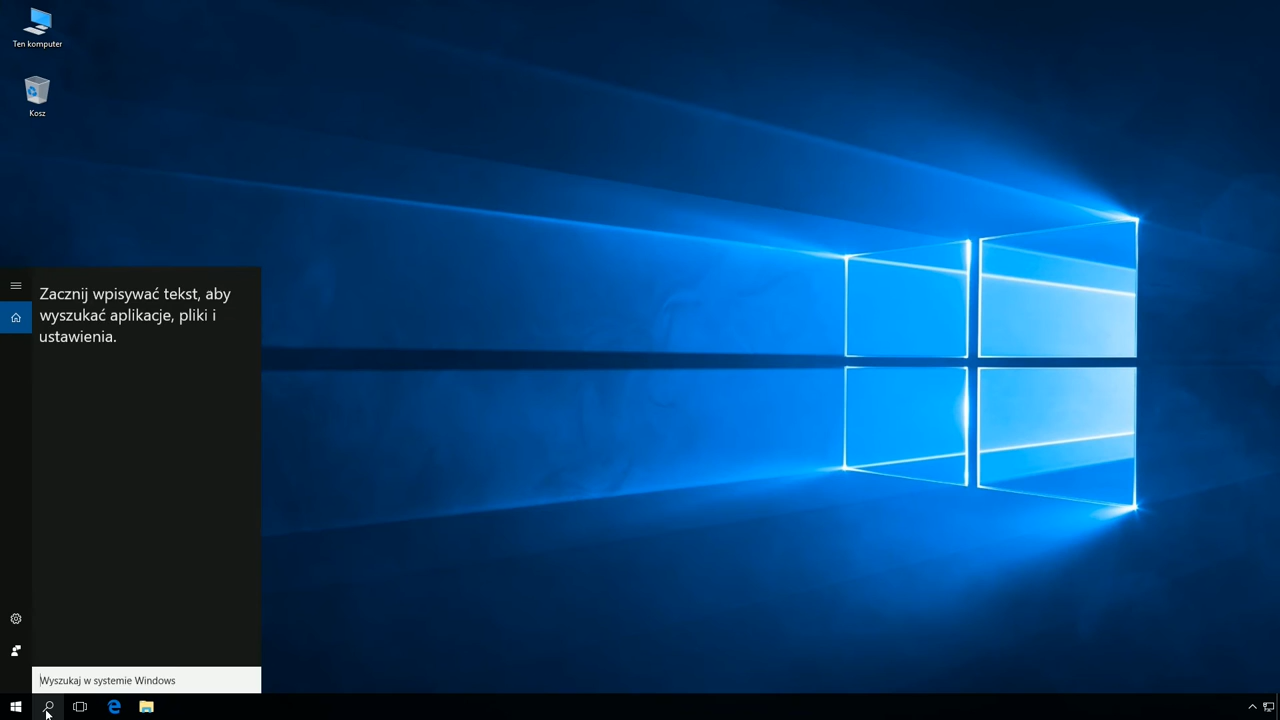 Ten komputer
Kosz
Zacznij wpisywać tekst, aby
wyszukać aplikacje, pliki i
ustawienia.
Wyszukaj w systemie Windows